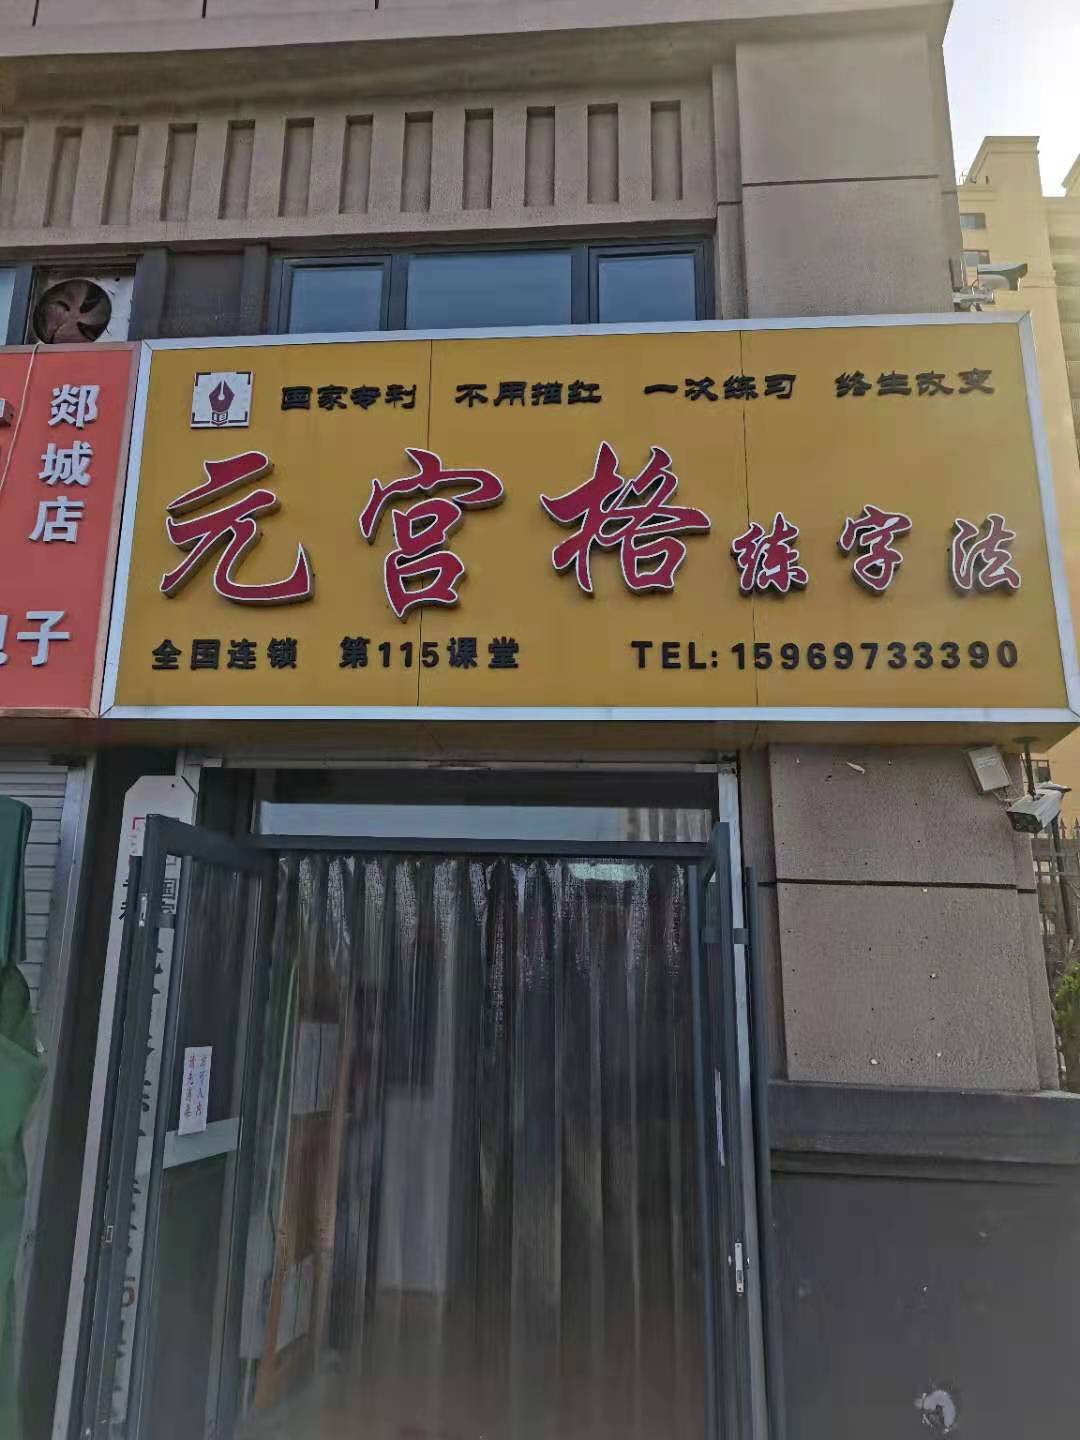 郯城店
子
国家专利 不用描红 一次练习 终生改变
元宫格练字法
全国连锁 第115课堂 TEL:15969733390